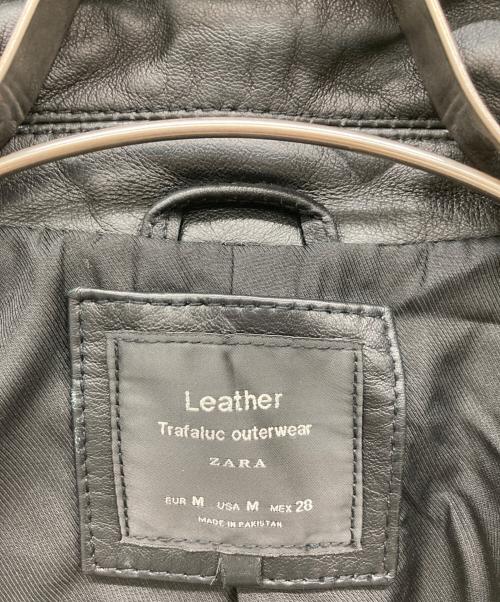 Leather
Trafaluc outerwear
ZARA
EUR M USA M MEX 28
MADE IN PAKISTAN